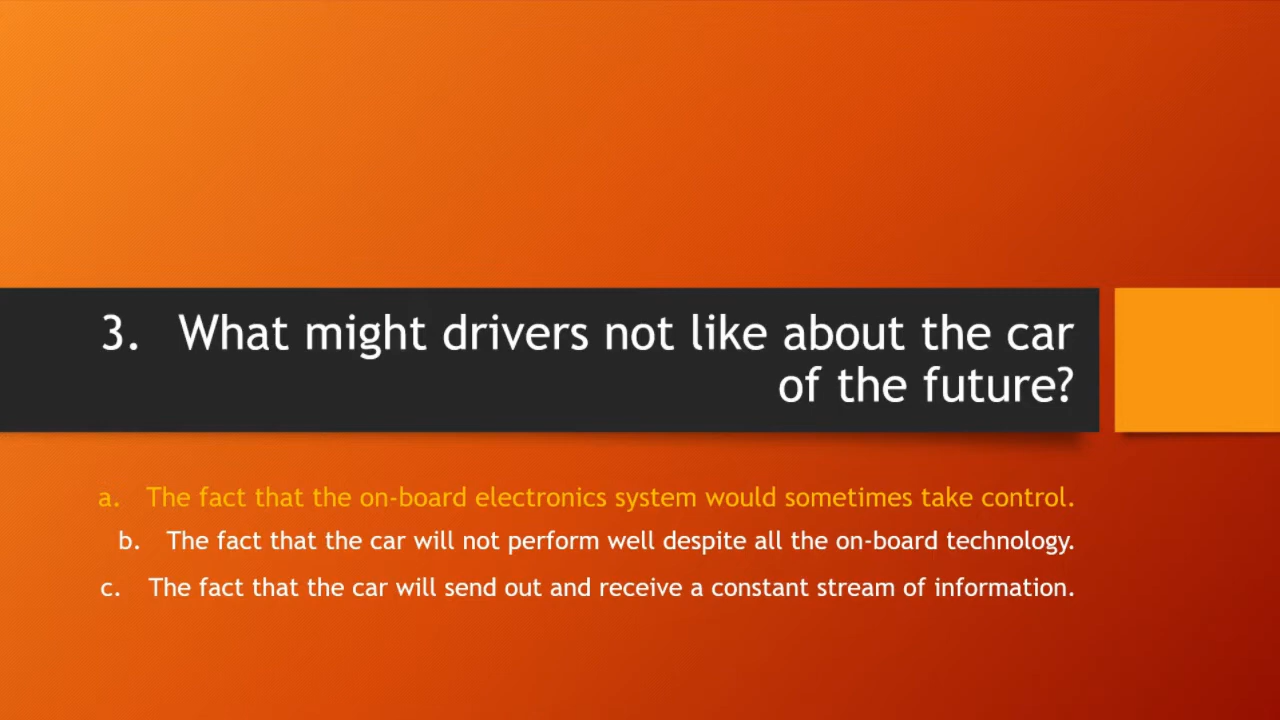 3. What might drivers not like about the car
of the future?
a. The fact that the on-board electronics system would sometimes take control.
b. The fact that the car will not perform well despite all the on-board technology.
c. The fact that the car will send out and receive a constant stream of information.